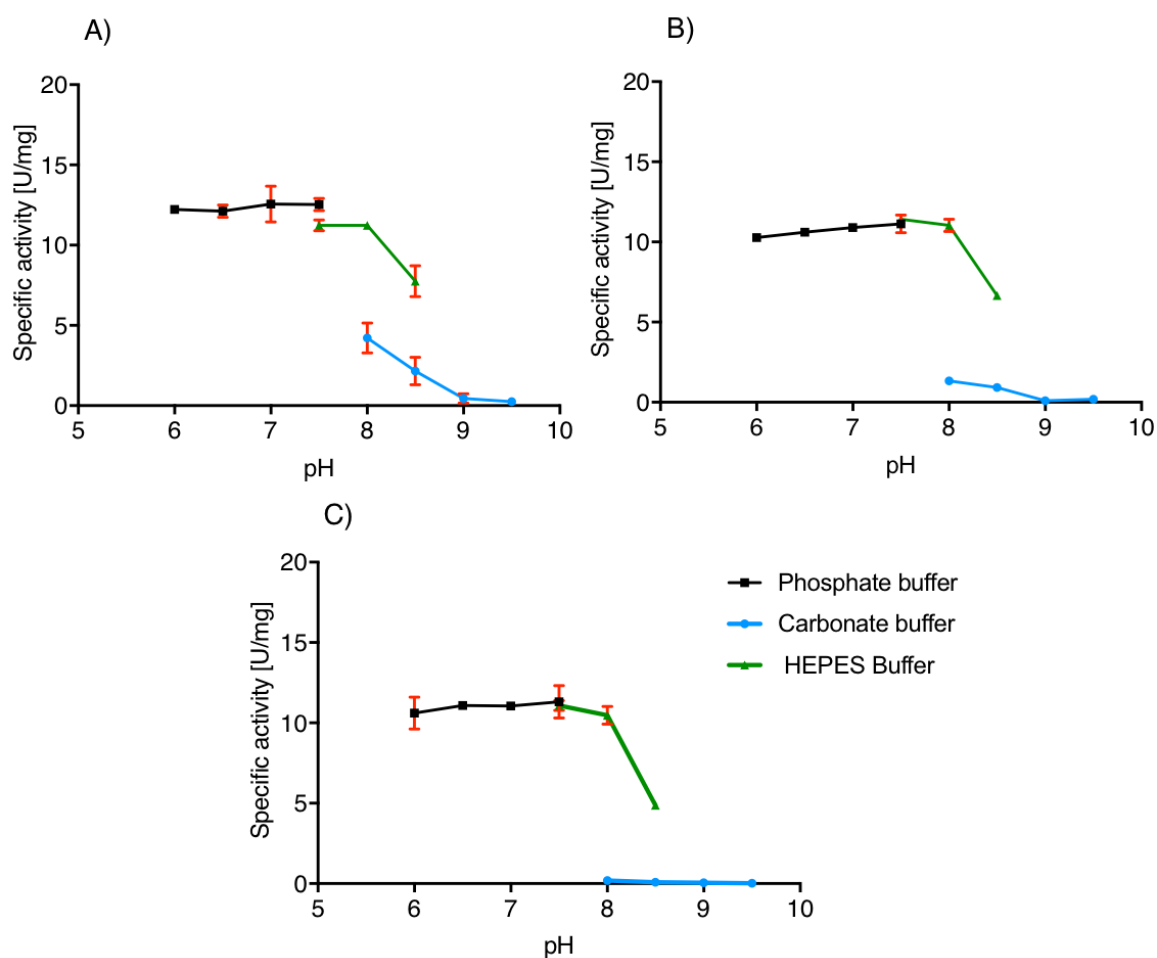 A)
Specific activity [U/mg]
20
15
10
5
0
5 6 7 8 9 10
pH
B)
Specific activity [U/mg]
20
15
10
5
0
5 6 7 8 9 10
pH
C)
Specific activity [U/mg]
20
15
10
5
0
5 6 7 8 9 10
pH
Phosphate buffer
Carbonate buffer
HEPES Buffer